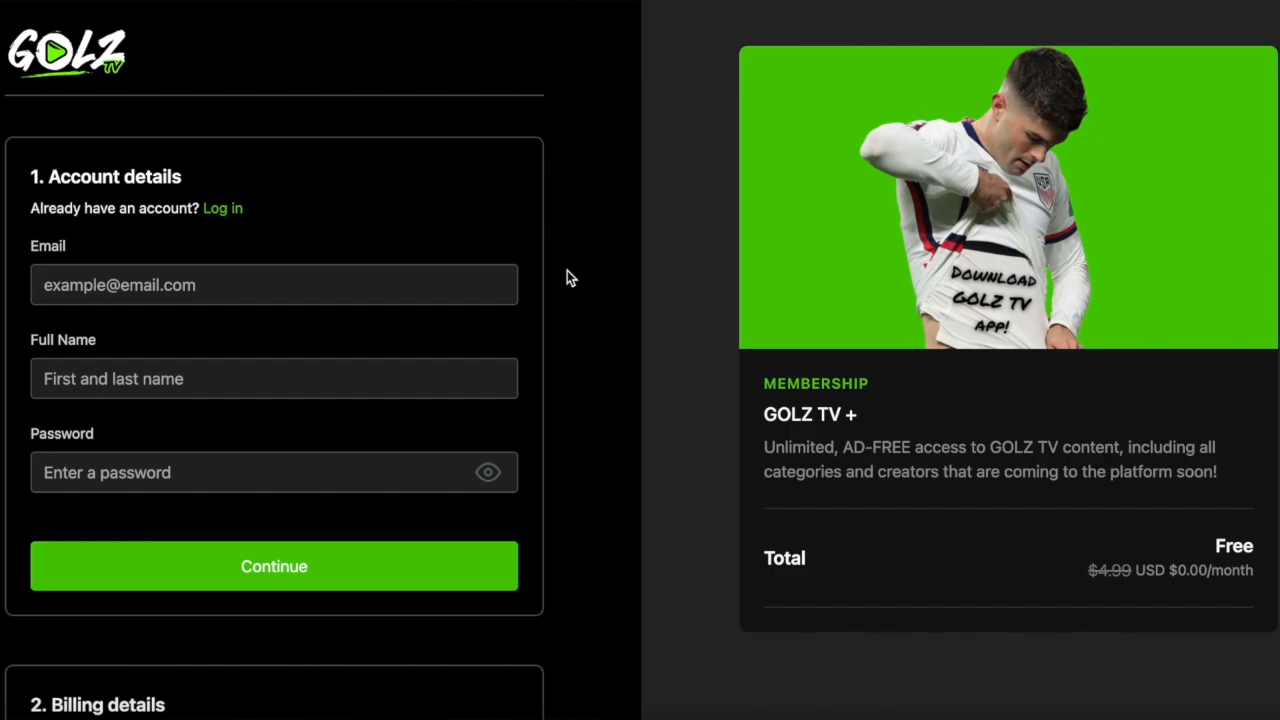 GOLZ
TV
1. Account details
Already have an account? Log in
Email
example@email.com
Full Name
First and last name
Password
Enter a password
Continue
2. Billing details
USA
DOWNLOAD
GOLZ TV
APP!
MEMBERSHIP
GOLZ TV +
Unlimited, AD-FREE access to GOLZ TV content, including all
categories and creators that are coming to the platform soon!
Total
Free
$4.99 USD $0.00/month